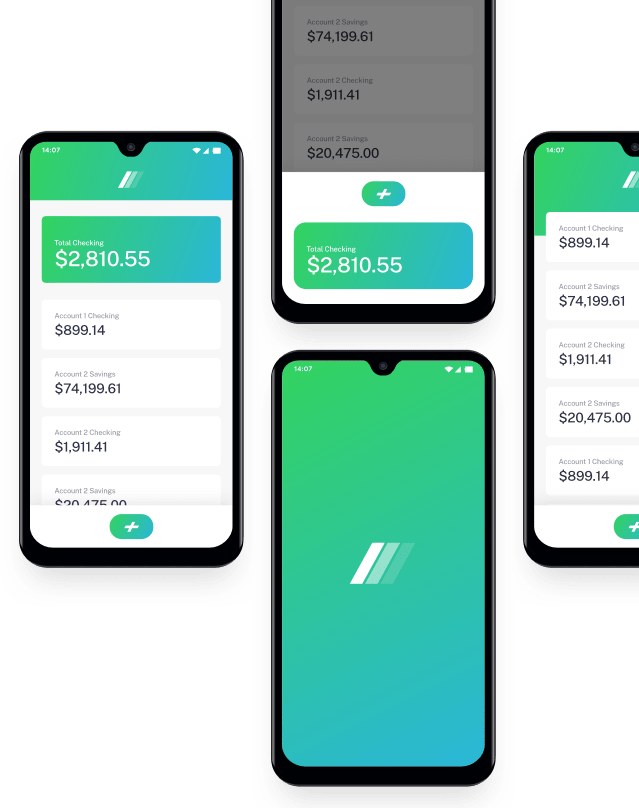 14:07
Total Checking
$2,810.55
Account 1 Checking
$899.14
Account 2 Savings
$74,199.61
Account 2 Checking
$1,911.41
Account 2 Savings
$20,475.00
Account 2 Savings
$74,199.61
Account 2 Checking
$1,911.41
Account 2 Savings
$20,475.00
Total Checking
$2,810.55
14:07
14:07
Account 1 Checking
$899.14
Account 2 Savings
$74,199.61
Account 2 Checking
$1,911.41
Account 2 Savings
$20,475.00
Account 1 Checking
$899.14